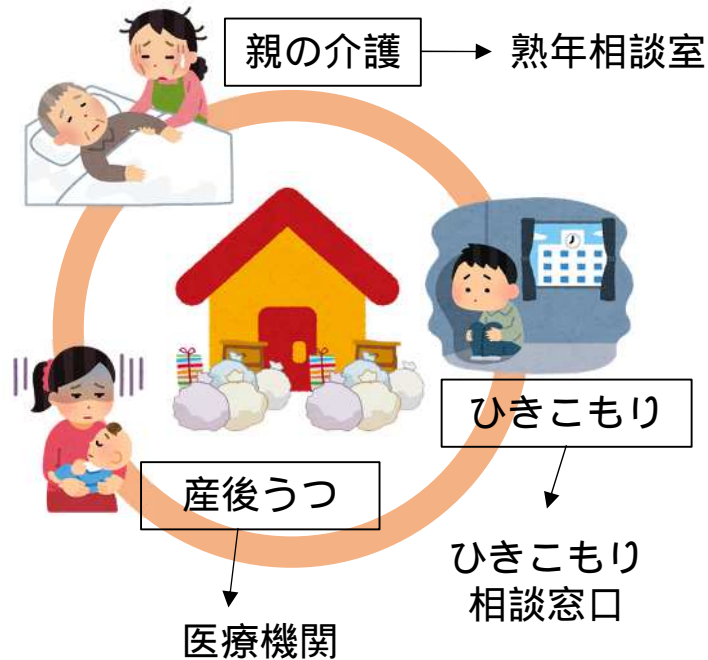 親の介護
熟年相談室
ひきこもり
産後うつ
ひきこもり
相談窓口
医療機関